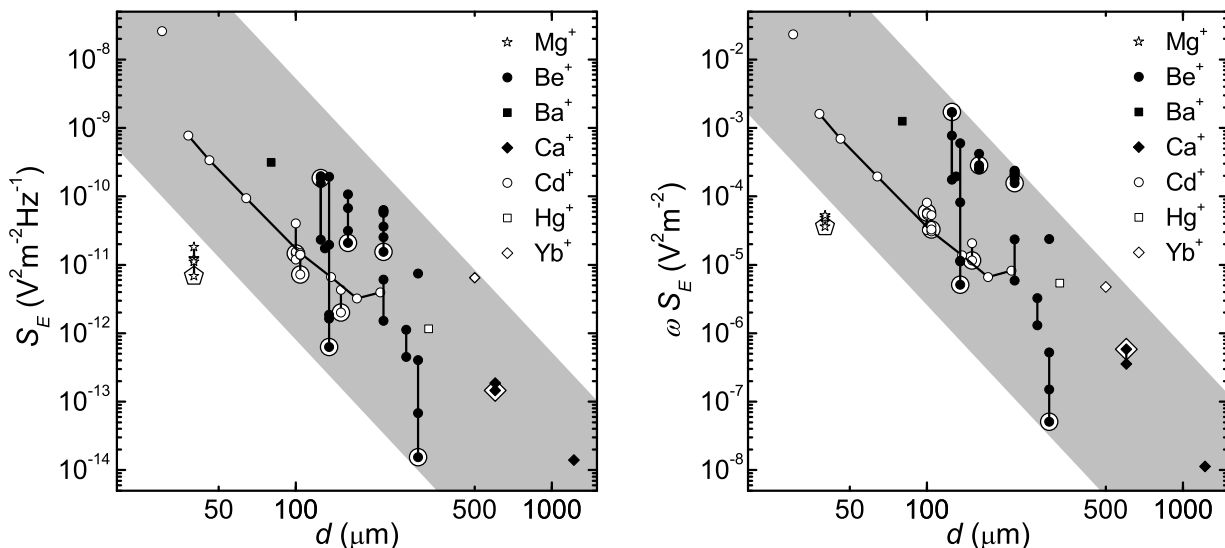 S_E (V²m⁻²Hz⁻¹)
10⁻⁸
10⁻⁹
10⁻¹⁰
10⁻¹¹
10⁻¹²
10⁻¹³
10⁻¹⁴
Mg⁺
Be⁺
Ba⁺
Ca⁺
Cd⁺
Hg⁺
Yb⁺
50 100 500 1000
d (μm)
ω S_E (V²m⁻²)
10⁻²
10⁻³
10⁻⁴
10⁻⁵
10⁻⁶
10⁻⁷
10⁻⁸
Mg⁺
Be⁺
Ba⁺
Ca⁺
Cd⁺
Hg⁺
Yb⁺
50 100 500 1000
d (μm)